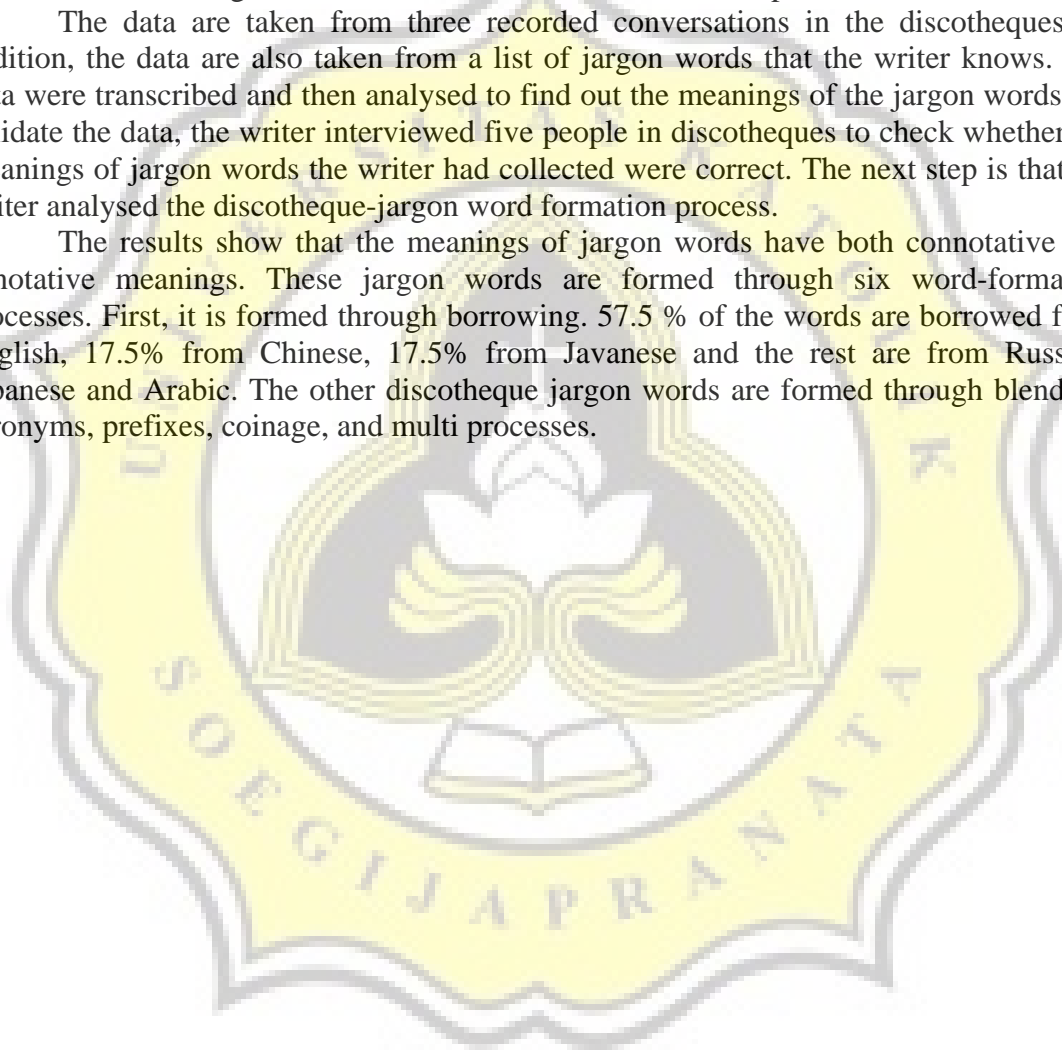 The data are taken from three recorded conversations in the discotheques
dition, the data are also taken from a list of jargon words that the writer knows.
ta were transcribed and then analysed to find out the meanings of the jargon words
lidate the data, the writer interviewed five people in discotheques to check whether
eanings of jargon words the writer had collected were correct. The next step is that
iter analysed the discotheque-jargon word formation process.
The results show that the meanings of jargon words have both connotative
notative meanings. These jargon words are formed through six word-forma
ocesses. First, it is formed through borrowing. 57.5 % of the words are borrowed f
glish, 17.5% from Chinese, 17.5% from Javanese and the rest are from Russ
panese and Arabic. The other discotheque jargon words are formed through blend
ronyms, prefixes, coinage, and multi processes.
UNIVERSITAS KATOLIK
SOEGIJAPRANATA